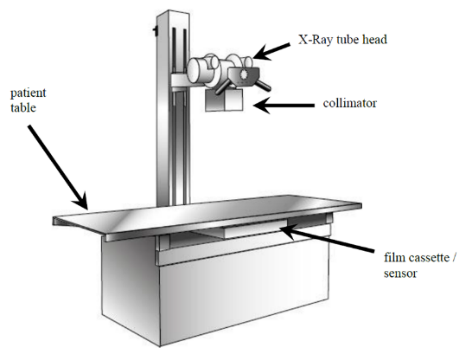 X-Ray tube head
patient
table
collimator
film cassette /
sensor